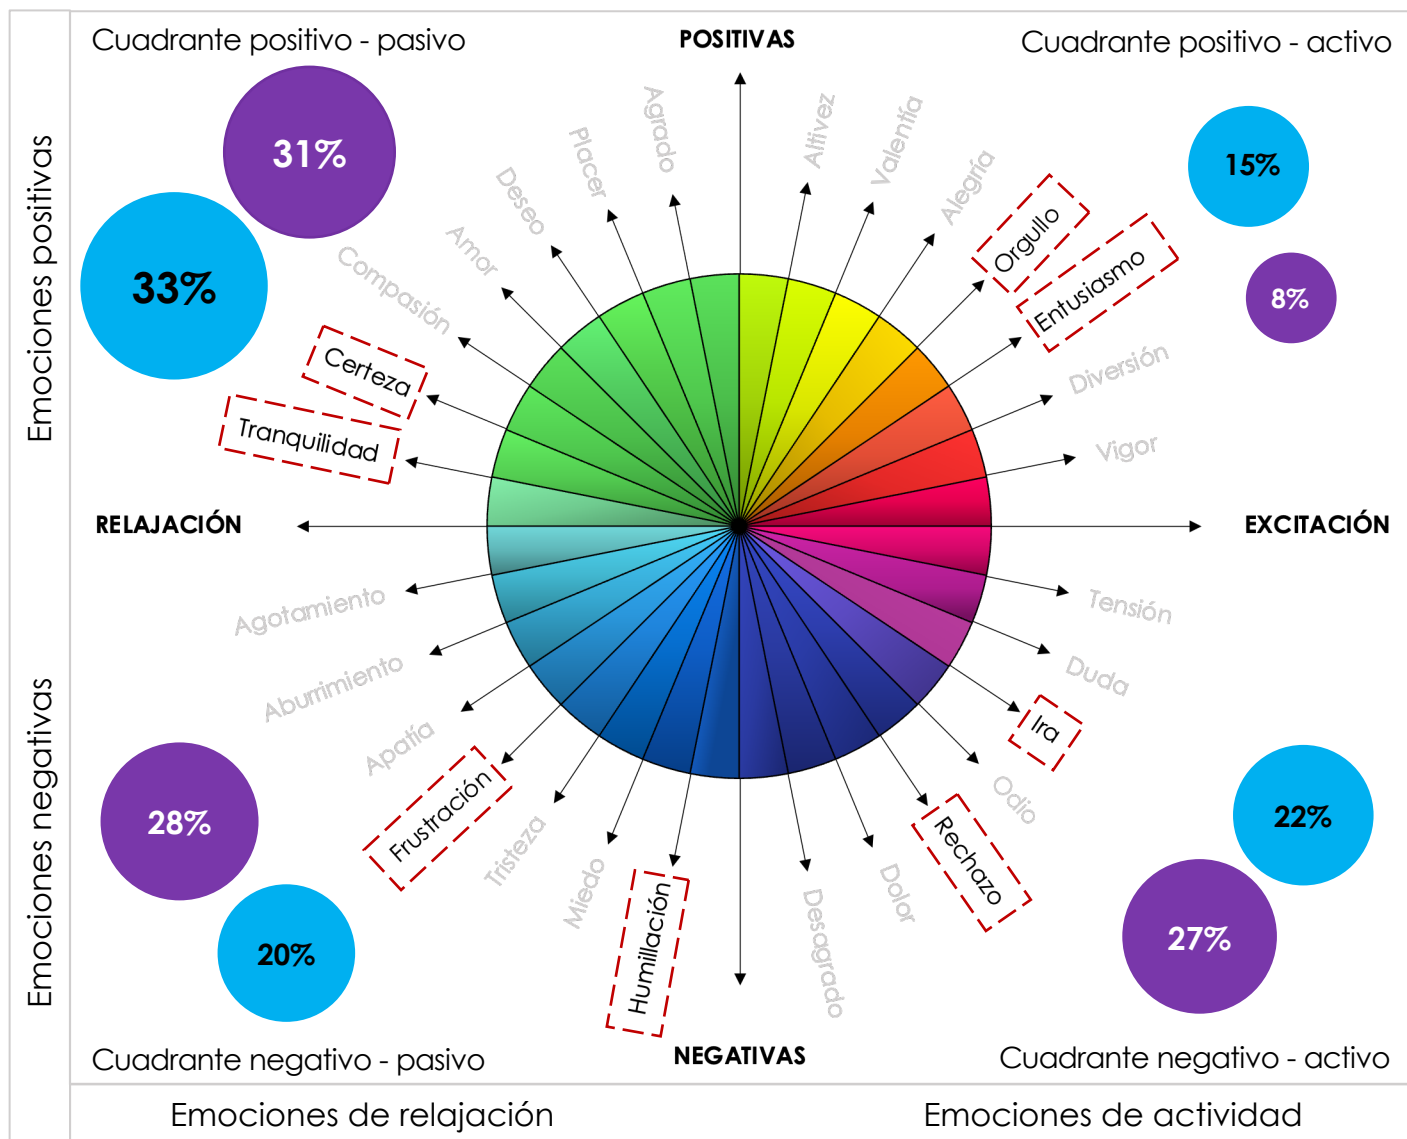 Cuadrante positivo - pasivo
POSITIVAS
Cuadrante positivo - activo
Emociones positivas
31%
33%
15%
8%
Agrado
Placer
Deseo
Amor
Compasión
Certeza
Tranquilidad
Altivez
Valentía
Alegría
Orgullo
Entusiasmo
Diversión
Vigor
RELAJACIÓN
EXCITACIÓN
Emociones negativas
Agotamiento
Aburrimiento
Apatía
Frustración
Tristeza
Miedo
Humillación
Tensión
Duda
Ira
Odio
Rechazo
Dolor
Desagrado
28%
20%
22%
27%
Cuadrante negativo - pasivo
NEGATIVAS
Cuadrante negativo - activo
Emociones de relajación
Emociones de actividad